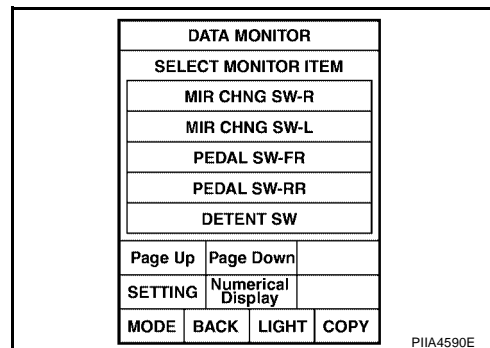 DATA MONITOR
SELECT MONITOR ITEM
MIR CHNG SW-R
MIR CHNG SW-L
PEDAL SW-FR
PEDAL SW-RR
DETENT SW
Page Up Page Down
SETTING Numerical Display
MODE BACK LIGHT COPY
PIIA4590E